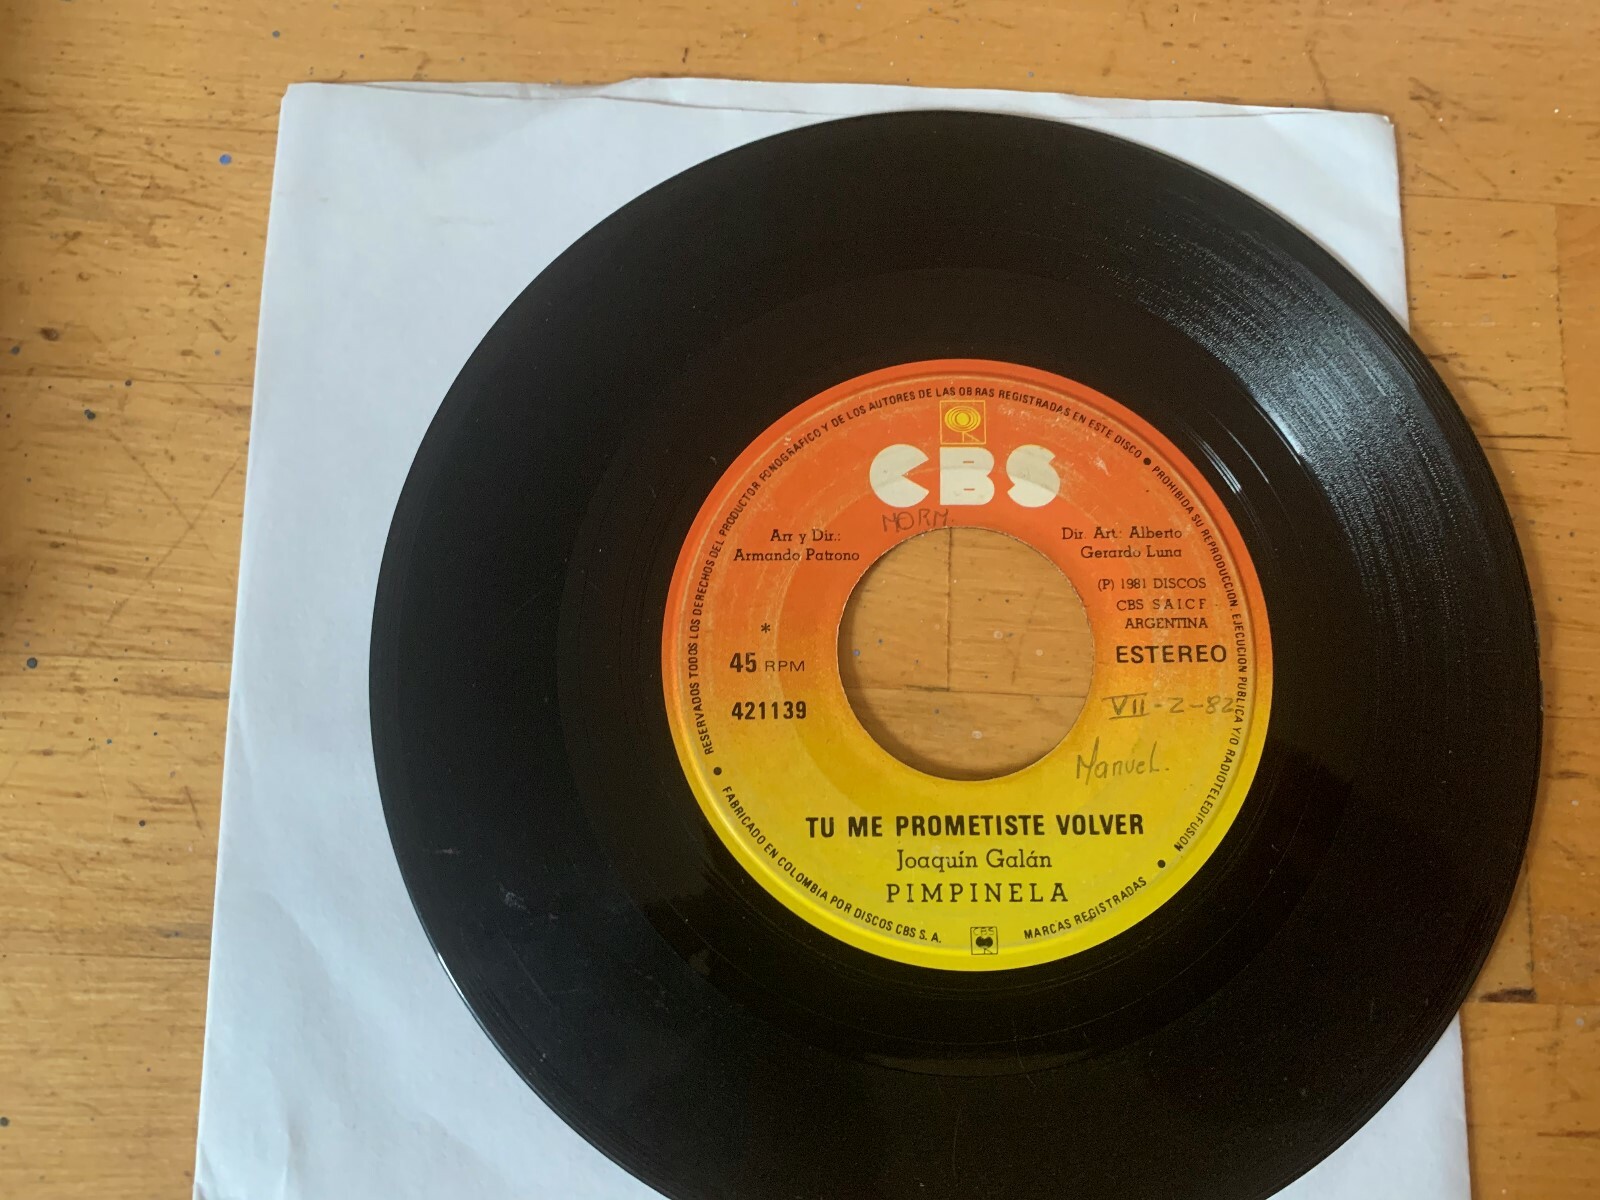 RESERVADOS TODOS LOS DERECHOS DEL PRODUCTOR FONOGRAFICO Y DE LOS AUTORES DE LAS OBRAS REGISTRADAS EN ESTE DISCO ● PROHIBIDA SU REPRODUCCION, EJECUCION PUBLICA Y/O RADIOTELEDIFUSION ●
CBS
NORM.
Arr y Dir.:
Armando Patrono
Dir. Art.: Alberto
Gerardo Luna
(P) 1981 DISCOS
CBS S A I C F
ARGENTINA
*
45 RPM
ESTEREO
421139
VII-2-82
Manuel.
TU ME PROMETISTE VOLVER
Joaquín Galán
PIMPINELA
● FABRICADO EN COLOMBIA POR DISCOS CBS S. A.
CBS
MARCAS REGISTRADAS